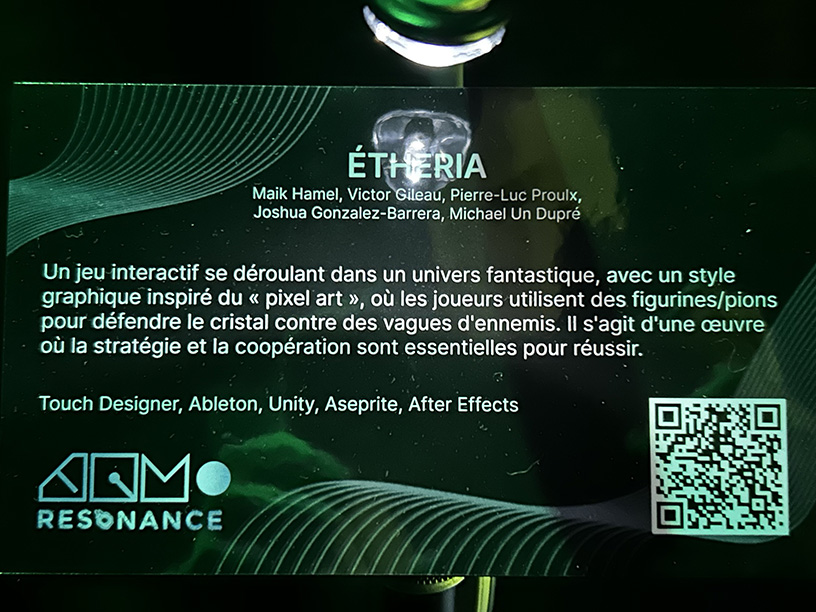 ÉTHERIA
Maik Hamel, Victor Gileau, Pierre-Luc Proulx,
Joshua Gonzalez-Barrera, Michael Un Dupré
Un jeu interactif se déroulant dans un univers fantastique, avec un style
graphique inspiré du « pixel art », où les joueurs utilisent des figurines/pions
pour défendre le cristal contre des vagues d'ennemis. Il s'agit d'une œuvre
où la stratégie et la coopération sont essentielles pour réussir.
Touch Designer, Ableton, Unity, Aseprite, After Effects
RESONANCE